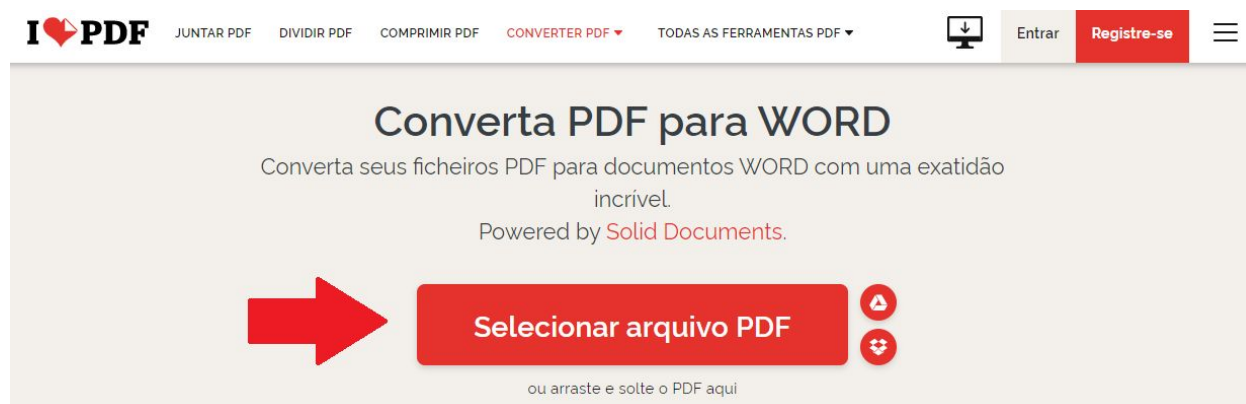 I PDF
JUNTAR PDF
DIVIDIR PDF
COMPRIMIR PDF
CONVERTER PDF
TODAS AS FERRAMENTAS PDF
Entrar
Registre-se
Converta PDF para WORD
Converta seus ficheiros PDF para documentos WORD com uma exatidão
incrível.
Powered by Solid Documents.
Selecionar arquivo PDF
ou arraste e solte o PDF aqui